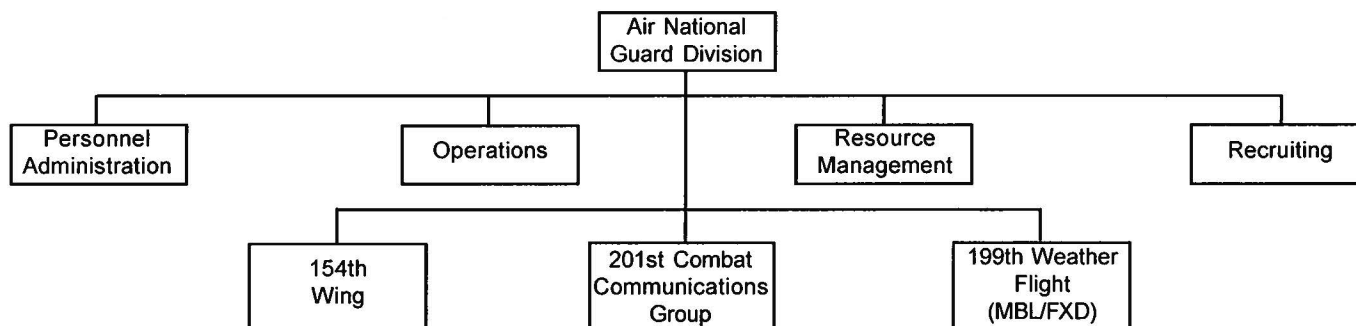 Air National
Guard Division
Personnel
Administration
Operations
Resource
Management
Recruiting
154th
Wing
201st Combat
Communications
Group
199th Weather
Flight
(MBL/FXD)